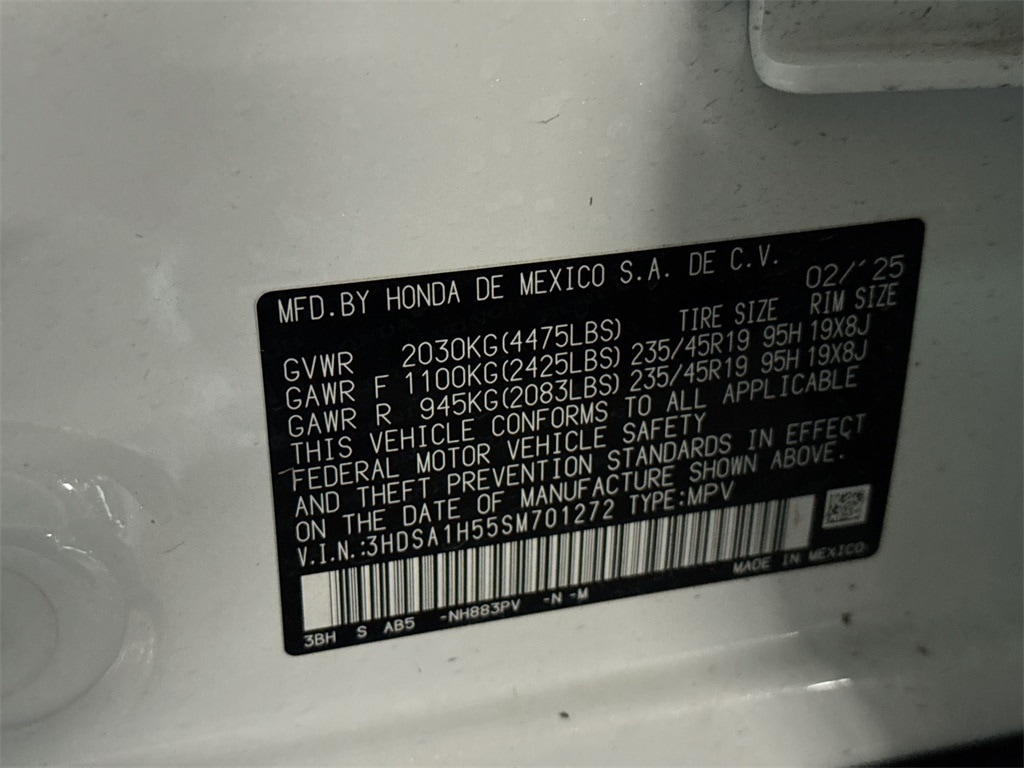 MFD.BY HONDA DE MEXICO S.A. DE C.V. 02/'25
TIRE SIZE RIM SIZE
GVWR 2030KG(4475LBS)
GAWR F 1100KG(2425LBS) 235/45R19 95H 19X8J
GAWR R 945KG(2083LBS) 235/45R19 95H 19X8J
THIS VEHICLE CONFORMS TO ALL APPLICABLE
FEDERAL MOTOR VEHICLE SAFETY
AND THEFT PREVENTION STANDARDS IN EFFECT
ON THE DATE OF MANUFACTURE SHOWN ABOVE.
V.I.N.:3HDSA1H55SM701272 TYPE:MPV
MADE IN MEXICO
3BH S AB5 -NH883PV -N -M